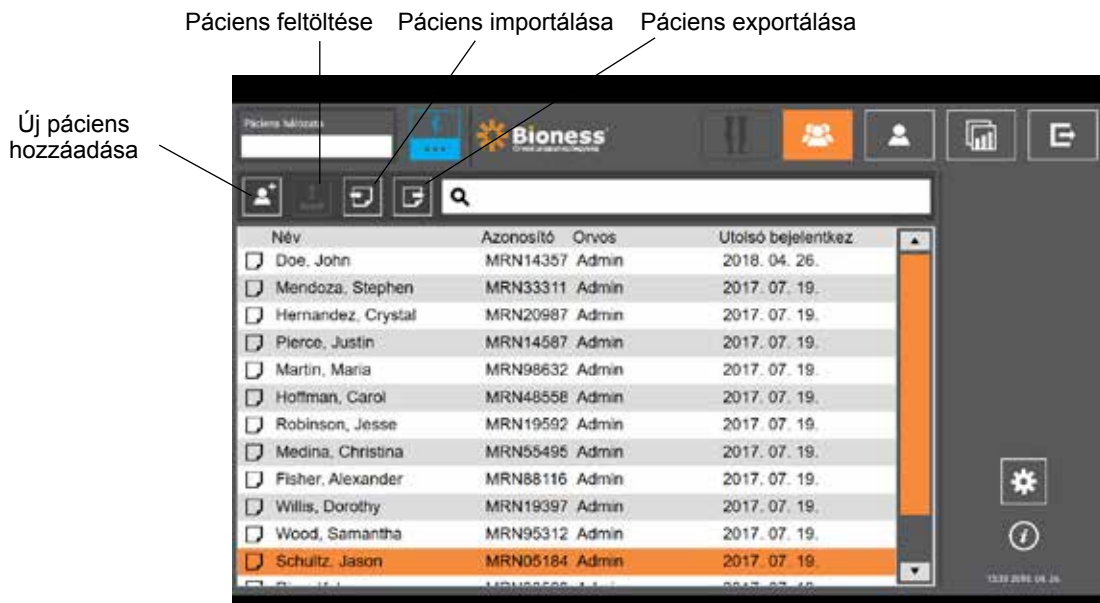 Páciens feltöltése Páciens importálása Páciens exportálása
Új páciens
hozzáadása
Bioness
Név Azonosító Orvos Utolsó bejelentkez
Doe, John MRN14357 Admin 2018. 04. 26.
Mendoza, Stephen MRN33311 Admin 2017. 07. 19.
Hernandez, Crystal MRN20987 Admin 2017. 07. 19.
Pierce, Justin MRN14587 Admin 2017. 07. 19.
Martin, Maria MRN98632 Admin 2017. 07. 19.
Hoffman, Carol MRN48558 Admin 2017. 07. 19.
Robinson, Jesse MRN19592 Admin 2017. 07. 19.
Medina, Christina MRN55495 Admin 2017. 07. 19.
Fisher, Alexander MRN88116 Admin 2017. 07. 19.
Willis, Dorothy MRN19397 Admin 2017. 07. 19.
Wood, Samantha MRN95312 Admin 2017. 07. 19.
Schultz, Jason MRN05184 Admin 2017. 07. 19.